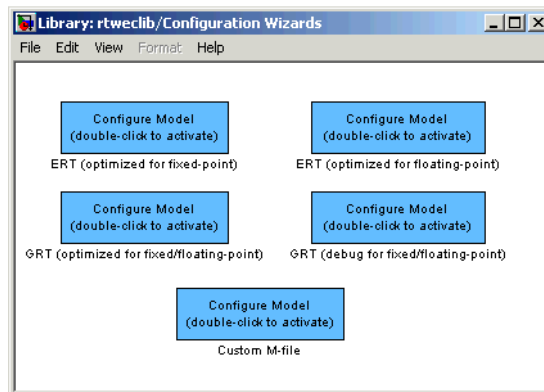 Library: rtweclib/Configuration Wizards
File Edit View Format Help
Configure Model
(double-click to activate)
ERT (optimized for fixed-point)
Configure Model
(double-click to activate)
ERT (optimized for floating-point)
Configure Model
(double-click to activate)
GRT (optimized for fixed/floating-point)
Configure Model
(double-click to activate)
GRT (debug for fixed/floating-point)
Configure Model
(double-click to activate)
Custom M-file